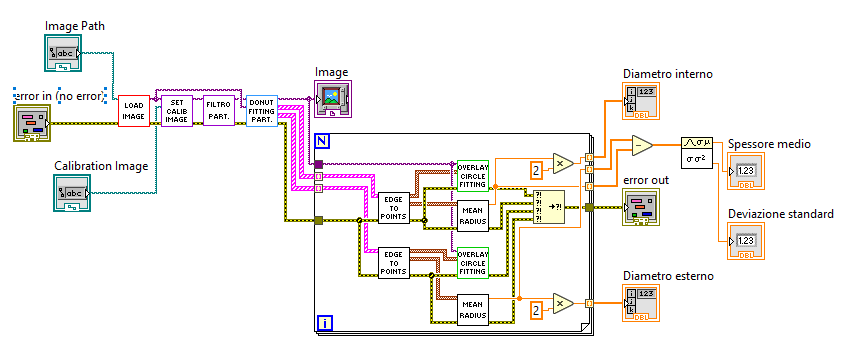 Image Path
abc
error in (no error)
LOAD
IMAGE
SET
CALIB
IMAGE
FILTRO
PART.
DONUT
FITTING
PART.
Calibration Image
abc
Image
N
EDGE
TO
POINTS
OVERLAY
CIRCLE
FITTING
MEAN
RADIUS
2
?!
?!
?!
?!
→?!
EDGE
TO
POINTS
OVERLAY
CIRCLE
FITTING
MEAN
RADIUS
2
i
Diametro interno
123
DBL
σμ
σσ²
Spessore medio
1.23
DBL
error out
Deviazione standard
1.23
DBL
Diametro esterno
123
DBL